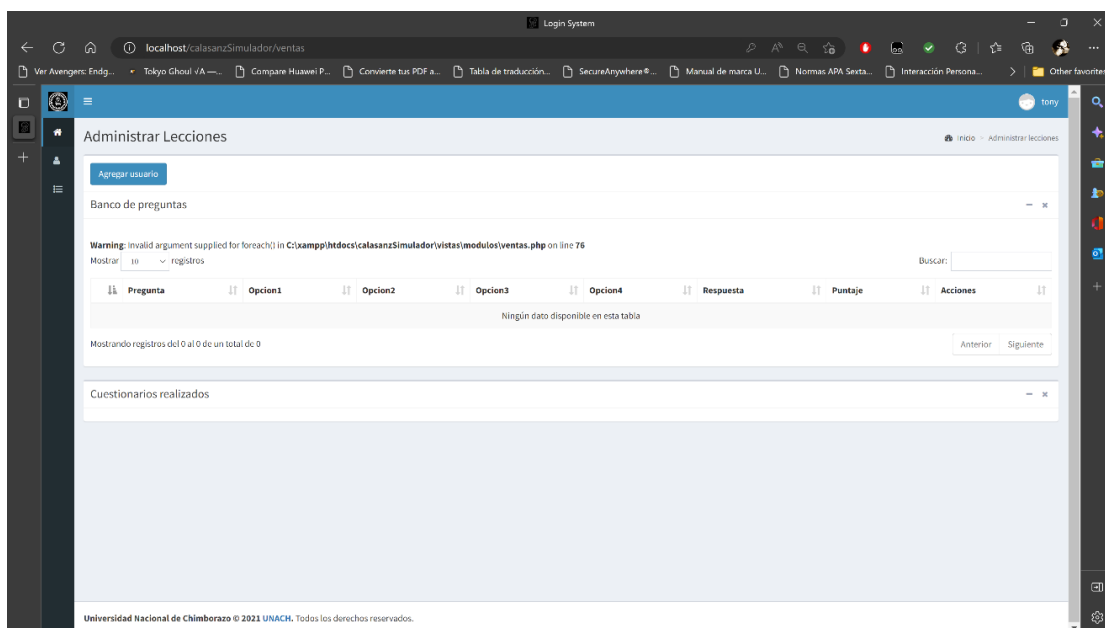 Login System
localhost/calasanzSimulador/ventas
Ver Avengers: Endg... Tokyo Ghoul √A —... Compare Huawei P... Convierte tus PDF a... Tabla de traducción... SecureAnywhere®... Manual de marca U... Normas APA Sexta... Interacción Persona... Other favorites
tony
Administrar Lecciones
Inicio > Administrar lecciones
Agregar usuario
Banco de preguntas
Warning: Invalid argument supplied for foreach() in C:\xampp\htdocs\calasanzSimulador\vistas\modulos\ventas.php on line 76
Mostrar 10 registros Buscar:
Pregunta Opcion1 Opcion2 Opcion3 Opcion4 Respuesta Puntaje Acciones
Ningún dato disponible en esta tabla
Mostrando registros del 0 al 0 de un total de 0 Anterior Siguiente
Cuestionarios realizados
Universidad Nacional de Chimborazo © 2021 UNACH. Todos los derechos reservados.